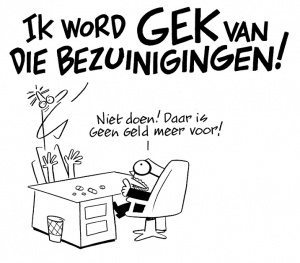 IK WORD GEK VAN
DIE BEZUINIGINGEN!
Niet doen! Daar is
geen geld meer voor!